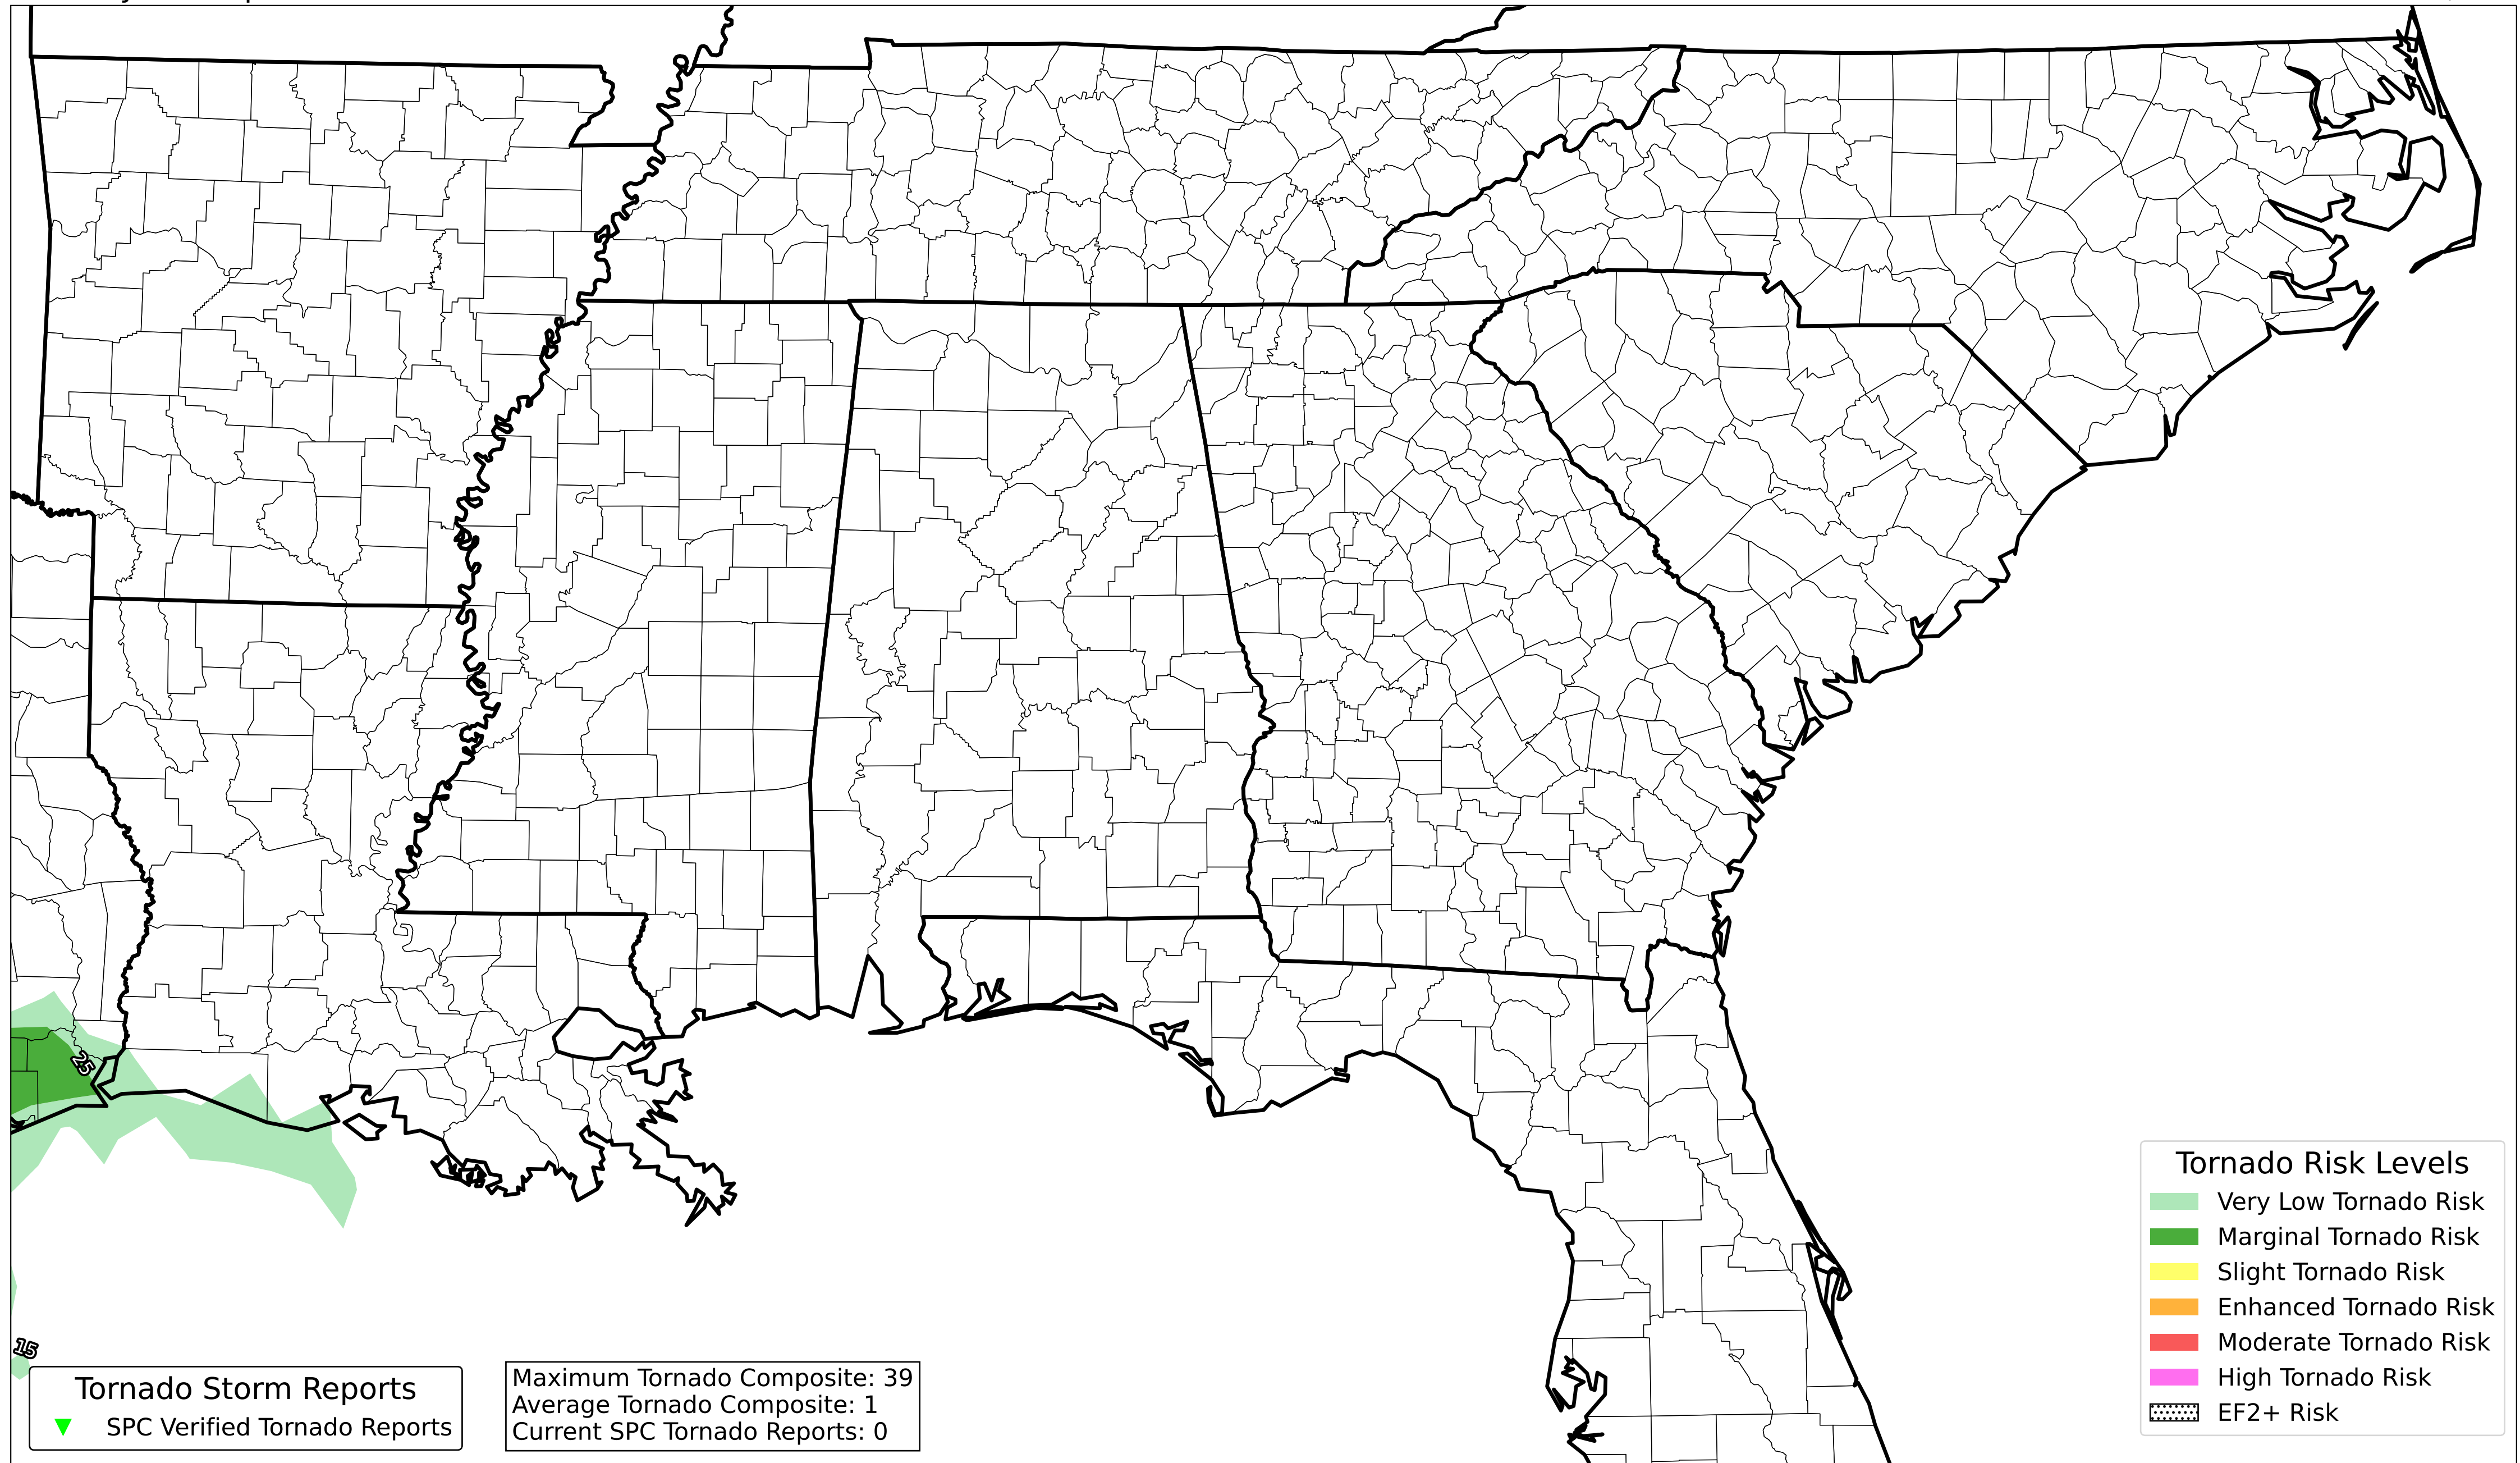 25
15
Tornado Storm Reports
SPC Verified Tornado Reports
Maximum Tornado Composite: 39
Average Tornado Composite: 1
Current SPC Tornado Reports: 0
Tornado Risk Levels
Very Low Tornado Risk
Marginal Tornado Risk
Slight Tornado Risk
Enhanced Tornado Risk
Moderate Tornado Risk
High Tornado Risk
EF2+ Risk